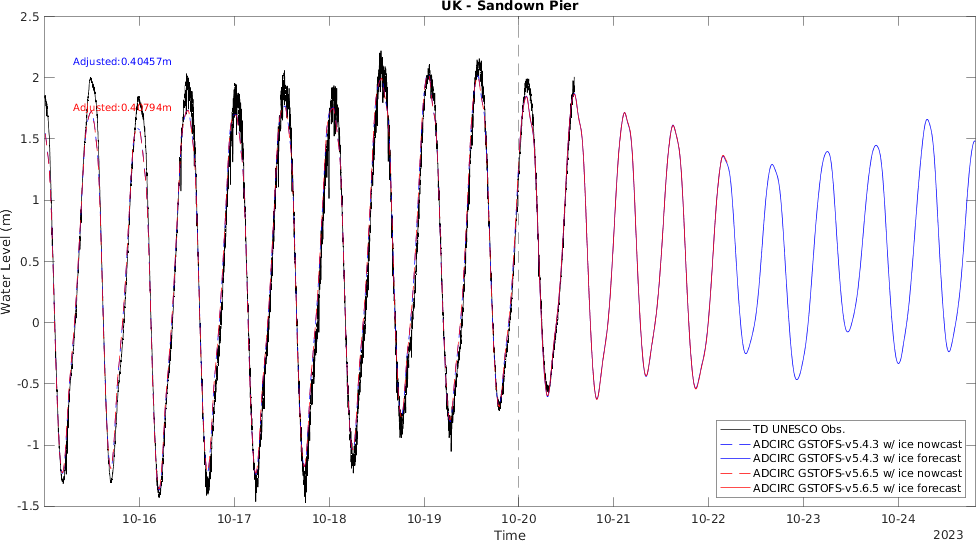 UK - Sandown Pier
2.5
2
1.5
1
0.5
0
-0.5
-1
-1.5
Water Level (m)
Adjusted:0.40457m
TD UNESCO Obs.
ADCIRC GSTOFS-v5.4.3 w/ ice nowcast
ADCIRC GSTOFS-v5.4.3 w/ ice forecast
ADCIRC GSTOFS-v5.6.5 w/ ice nowcast
ADCIRC GSTOFS-v5.6.5 w/ ice forecast
10-16
10-17
10-18
10-19
10-20
10-21
10-22
10-23
10-24
Time
2023